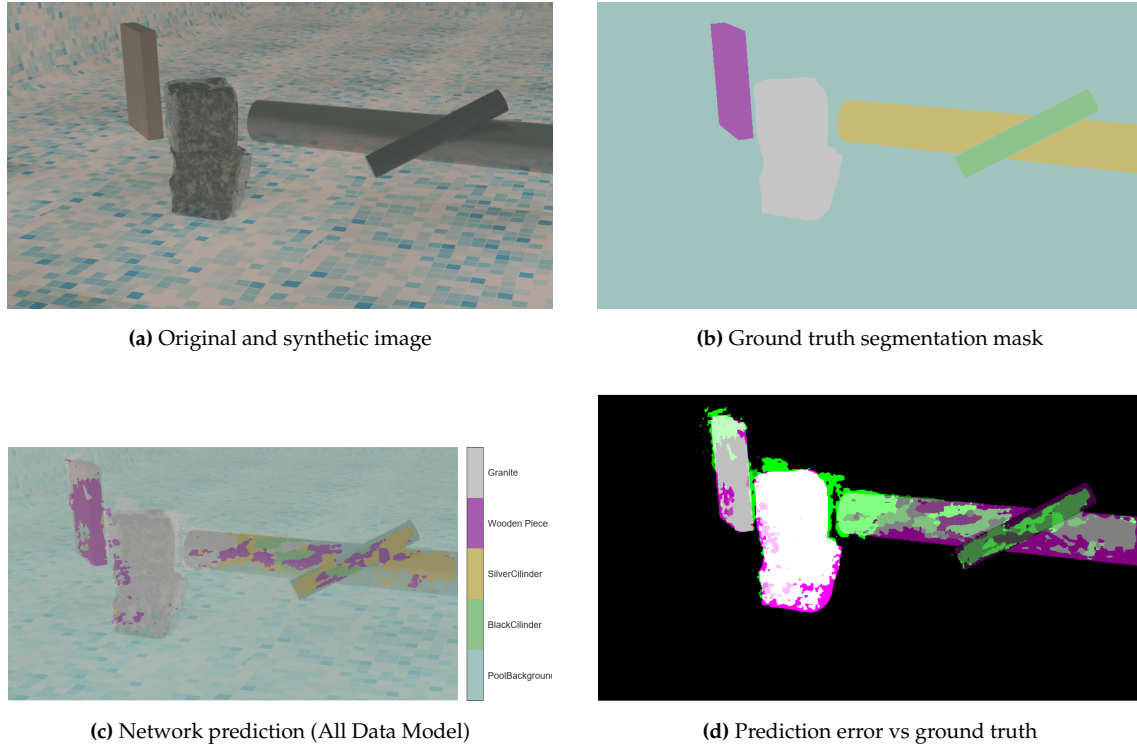 (a) Original and synthetic image
(b) Ground truth segmentation mask
Granite
Wooden Piece
SilverCilinder
BlackCilinder
PoolBackground
(c) Network prediction (All Data Model)
(d) Prediction error vs ground truth